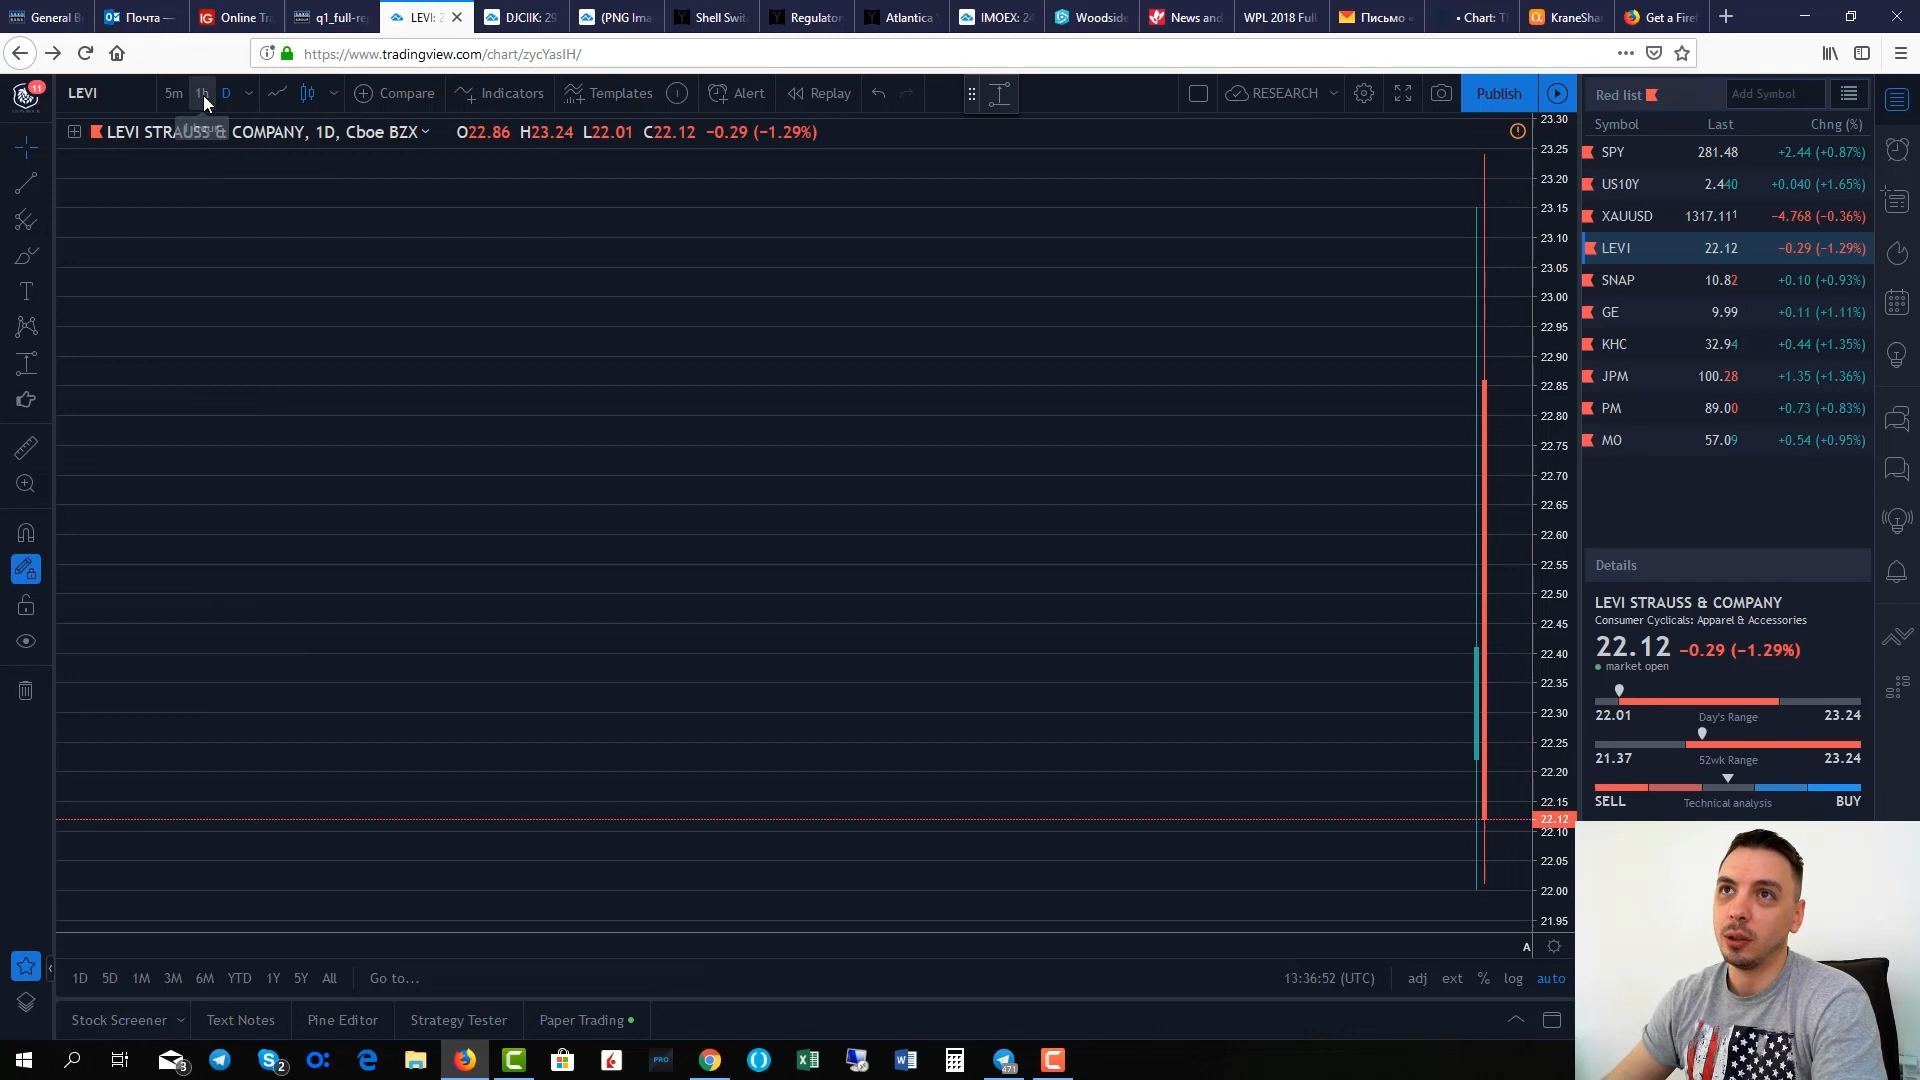 General B
Почта —
IG Online Tra
q1_full-re
LEVI: 2
DJCIIK: 29
(PNG Ima
Shell Swit
Regulator
Atlantica
IMOEX: 24
Woodside
News and
WPL 2018 Full
Письмо «
• Chart: T
KraneShar
Get a Firef
https://www.tradingview.com/chart/zycYasIH/
11
LEVI
5m
1h
D
Compare
Indicators
Templates
Alert
Replay
RESEARCH
Publish
LEVI STRAUSS & COMPANY, 1D, Cboe BZX
O22.86 H23.24 L22.01 C22.12 −0.29 (−1.29%)
23.30
23.25
23.20
23.15
23.10
23.05
23.00
22.95
22.90
22.85
22.80
22.75
22.70
22.65
22.60
22.55
22.50
22.45
22.40
22.35
22.30
22.25
22.20
22.15
22.12
22.10
22.05
22.00
21.95
A
Red list
Add Symbol
Symbol Last Chng (%)
SPY 281.48 +2.44 (+0.87%)
US10Y 2.440 +0.040 (+1.65%)
XAUUSD 1317.11¹ −4.768 (−0.36%)
LEVI 22.12 −0.29 (−1.29%)
SNAP 10.82 +0.10 (+0.93%)
GE 9.99 +0.11 (+1.11%)
KHC 32.94 +0.44 (+1.35%)
JPM 100.28 +1.35 (+1.36%)
PM 89.00 +0.73 (+0.83%)
MO 57.09 +0.54 (+0.95%)
Details
LEVI STRAUSS & COMPANY
Consumer Cyclicals: Apparel & Accessories
22.12 −0.29 (−1.29%)
market open
22.01 Day's Range 23.24
21.37 52wk Range 23.24
SELL Technical analysis BUY
1D 5D 1M 3M 6M YTD 1Y 5Y All Go to...
13:36:52 (UTC) adj ext % log auto
Stock Screener Text Notes Pine Editor Strategy Tester Paper Trading
3
2
PRO
471